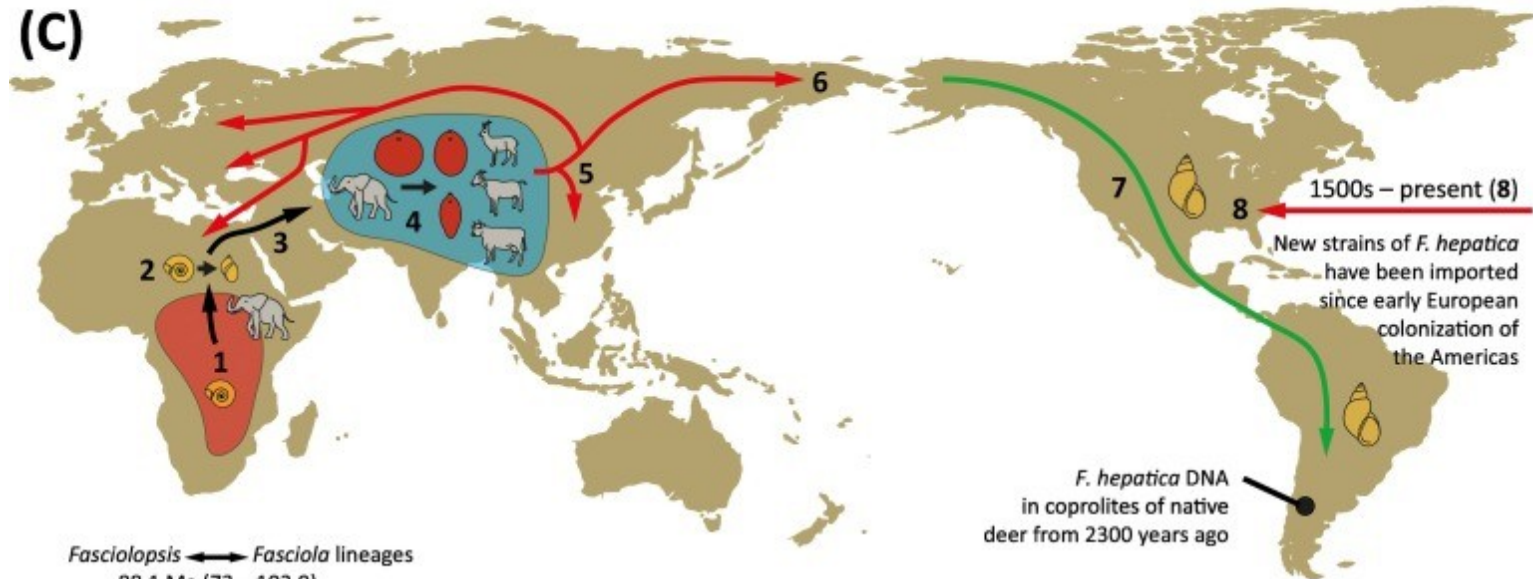 (C)
6
5
4
3
2
1
7
8
1500s – present (8)
New strains of F. hepatica
have been imported
since early European
colonization of
the Americas
F. hepatica DNA
in coprolites of native
deer from 2300 years ago
Fasciolopsis Fasciola lineages